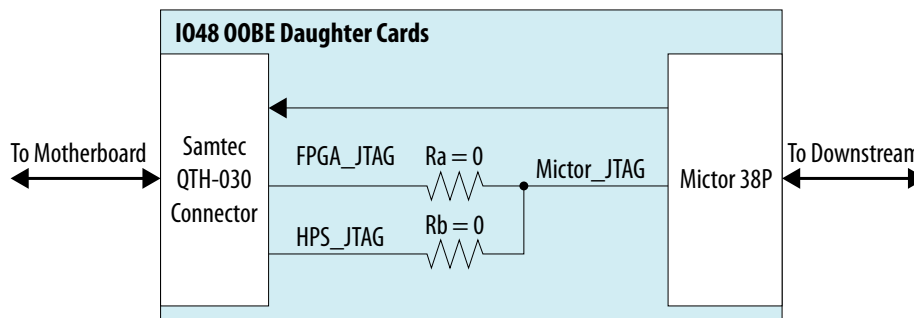 IO48 OOBE Daughter Cards
To Motherboard
Samtec
QTH-030
Connector
FPGA_JTAG
Ra = 0
Mictor_JTAG
HPS_JTAG
Rb = 0
Mictor 38P
To Downstream